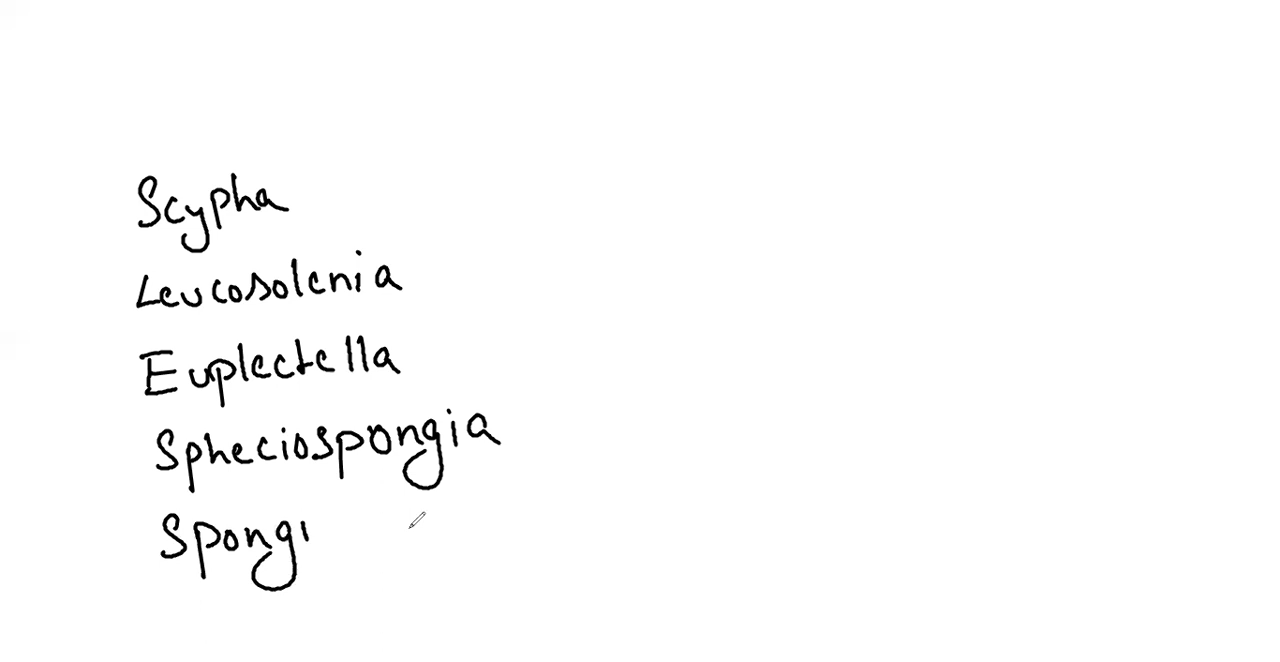 Scypha
Leucosolenia
Euplectella
Spheciospongia
Spongi